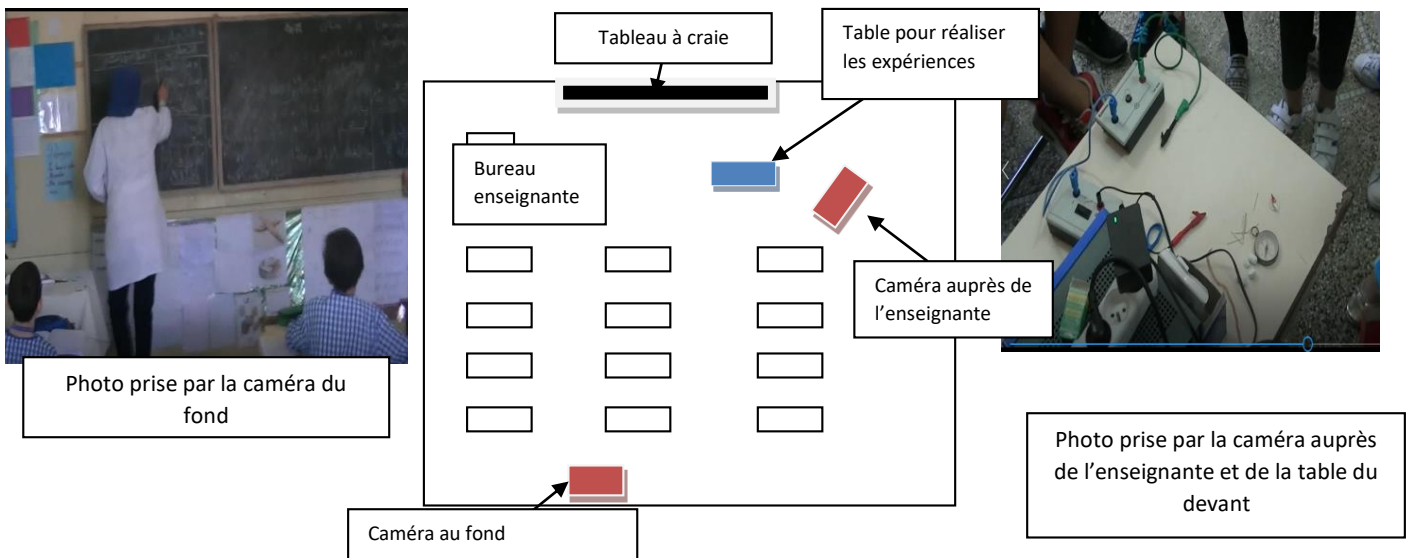 Tableau à craie
Table pour réaliser
les expériences
Bureau
enseignante
Caméra auprès de
l’enseignante
Photo prise par la caméra du
fond
Photo prise par la caméra auprès
de l’enseignante et de la table du
devant
Caméra au fond